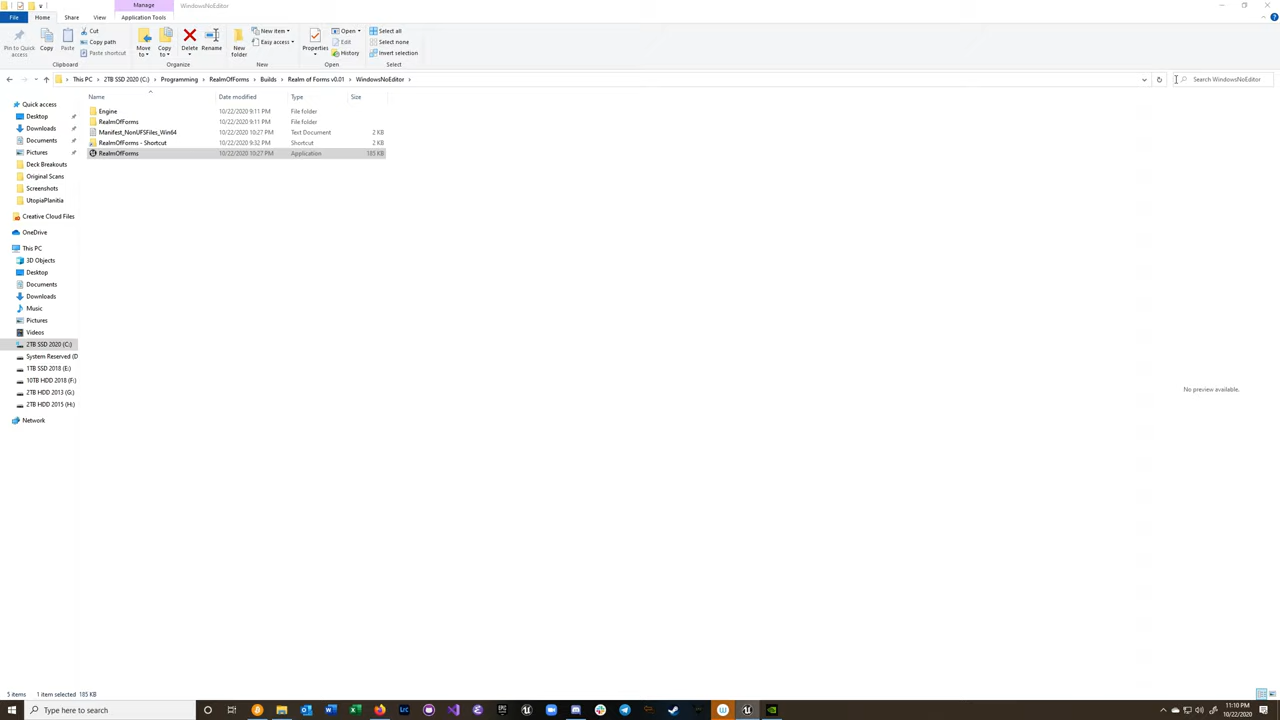 Manage
WindowsNoEditor
File
Home
Share
View
Application Tools
Pin to Quick access
Copy
Paste
Cut
Copy path
Paste shortcut
Clipboard
Move to
Copy to
Delete
Rename
Organize
New folder
New item
Easy access
New
Properties
Open
Edit
History
Open
Select all
Select none
Invert selection
Select
This PC > 2TB SSD 2020 (C:) > Programming > RealmOfForms > Builds > Realm of Forms v0.01 > WindowsNoEditor >
Search WindowsNoEditor
Name Date modified Type Size
Engine 10/22/2020 9:11 PM File folder
RealmOfForms 10/22/2020 9:11 PM File folder
Manifest_NonUFSFiles_Win64 10/22/2020 10:27 PM Text Document 2 KB
RealmOfForms - Shortcut 10/22/2020 9:32 PM Shortcut 2 KB
RealmOfForms 10/22/2020 10:27 PM Application 185 KB
Quick access
Desktop
Downloads
Documents
Pictures
Deck Breakouts
Original Scans
Screenshots
UtopiaPlanitia
Creative Cloud Files
OneDrive
This PC
3D Objects
Desktop
Documents
Downloads
Music
Pictures
Videos
2TB SSD 2020 (C:)
System Reserved (D
1TB SSD 2018 (E:)
10TB HDD 2018 (F:)
2TB HDD 2013 (G:)
2TB HDD 2015 (H:)
Network
No preview available.
5 items 1 item selected 185 KB
Type here to search
11:10 PM
10/22/2020